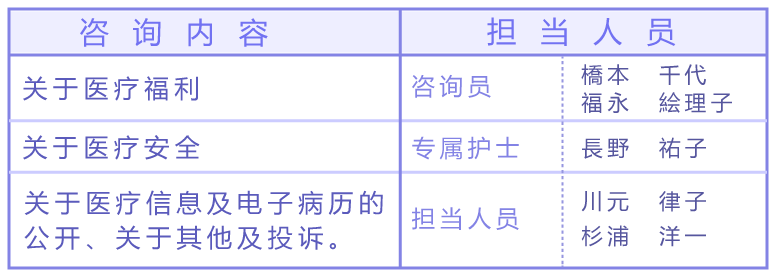 咨询内容 担当人员
关于医疗福利 咨询员 橋本 千代
福永 絵理子
关于医疗安全 专属护士 長野 祐子
关于医疗信息及电子病历的
公开、关于其他及投诉。 担当人员 川元 律子
杉浦 洋一